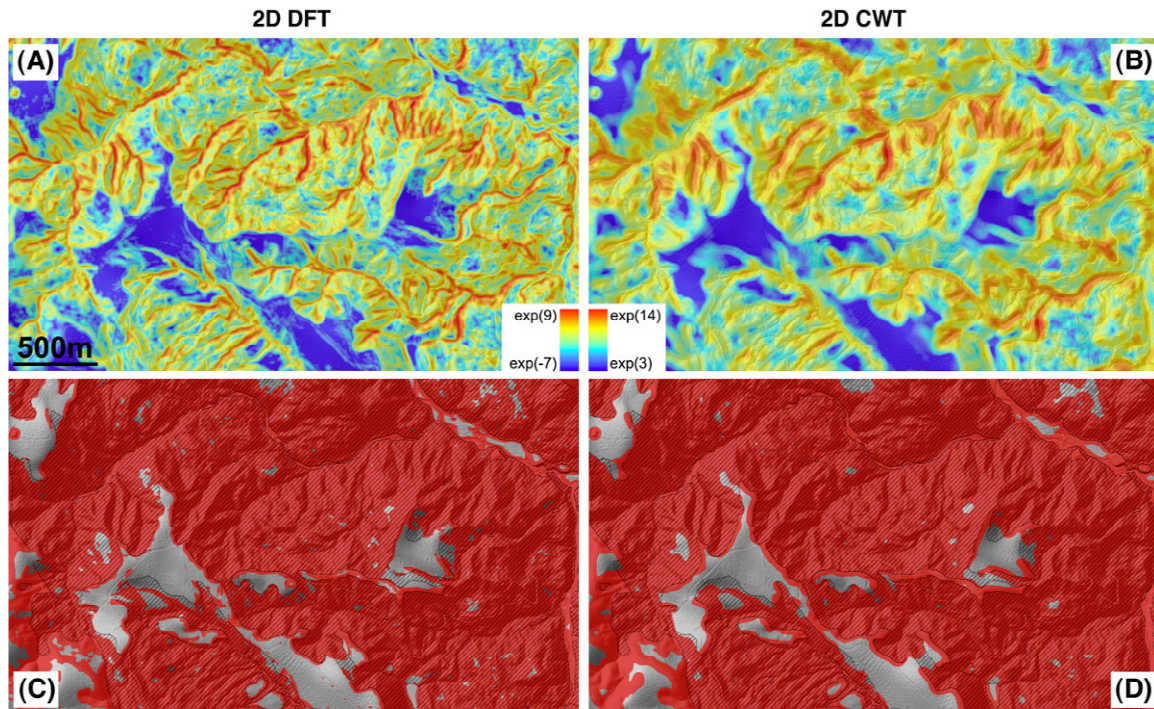 2D DFT
2D CWT
(A)
(B)
exp(9)
exp(14)
exp(-7)
exp(3)
500m
(C)
(D)